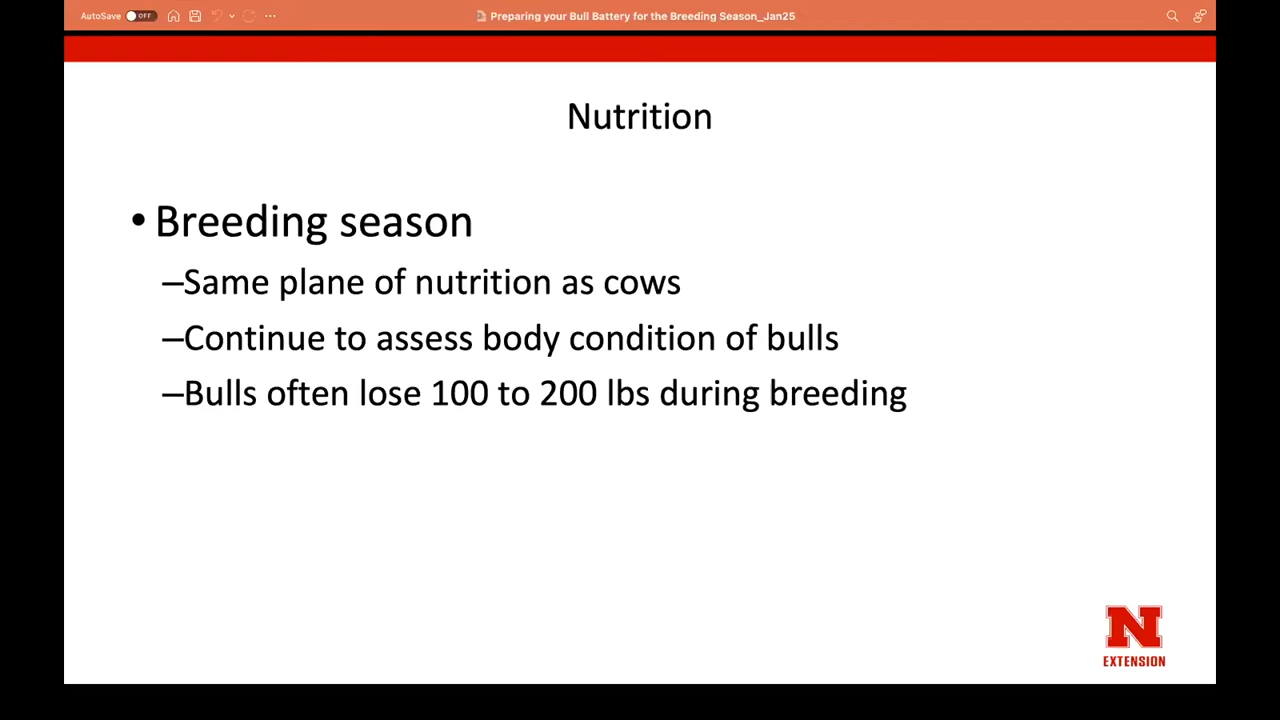 AutoSave OFF ... Preparing your Bull Battery for the Breeding Season_Jan25
Nutrition
• Breeding season
–Same plane of nutrition as cows
–Continue to assess body condition of bulls
–Bulls often lose 100 to 200 lbs during breeding
N
EXTENSION